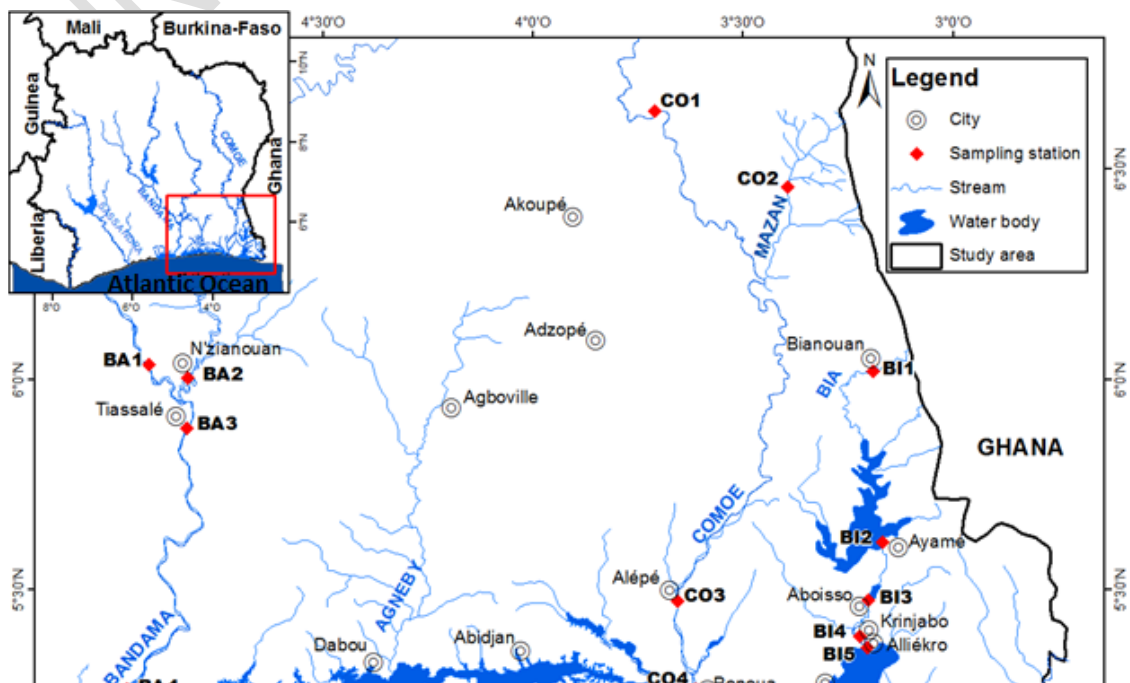 Mali
Burkina-Faso
Guinea
Liberia
Ghana
COMOE
BANDAMA
SASSANDRA
Atlantic Ocean
10°N
8°N
6°N
8°0
6°0
4°0
4°30'O
4°0'O
3°30'O
3°0'O
N
Legend
City
Sampling station
Stream
Water body
Study area
6°30'N
6°0'N
6°0'N
5°30'N
5°30'N
CO1
CO2
MAZAN
Akoupé
Adzopé
Bianouan
BI1
BIA
BA1
N'zianouan
BA2
Tiassalé
BA3
Agboville
GHANA
COMOE
BI2
Ayamé
Alépé
CO3
Aboisso
BI3
Krinjabo
BI4
Alliékro
BI5
AGNEBY
BANDAMA
Dabou
Abidjan
CO4